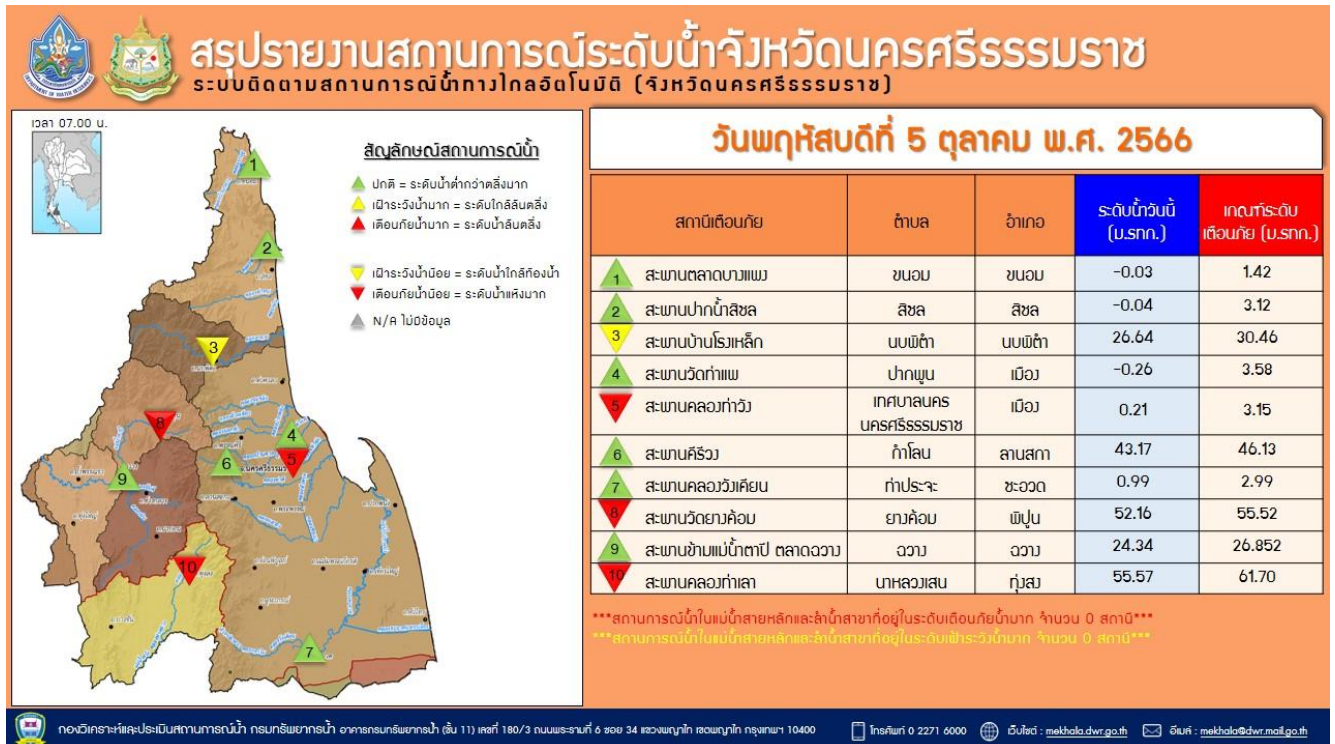 สรุปรายงานสถานการณ์ระดับน้ำจังหวัดนครศรีธรรมราช
ระบบติดตามสถานการณ์น้ำทางไกลอัตโนมัติ (จังหวัดนครศรีธรรมราช)
เวลา 07.00 น.
สัญลักษณ์สถานการณ์น้ำ
ปกติ = ระดับน้ำต่ำกว่าตลิ่งมาก
เฝ้าระวังน้ำมาก = ระดับใกล้ล้นตลิ่ง
เตือนภัยน้ำมาก = ระดับน้ำล้นตลิ่ง
เฝ้าระวังน้ำน้อย = ระดับน้ำใกล้ท้องน้ำ
เตือนภัยน้ำน้อย = ระดับน้ำแห้งมาก
N/A ไม่มีข้อมูล
1
2
3
8
4
5
6
9
10
7
วันพฤหัสบดีที่ 5 ตุลาคม พ.ศ. 2566
สถานีเตือนภัย ตำบล อำเภอ ระดับน้ำวันนี้ (ม.รทก.) เกณฑ์ระดับเตือนภัย (ม.รทก.)
1 สะพานตลาดบางแพง ขนอม ขนอม -0.03 1.42
2 สะพานปากน้ำสิชล สิชล สิชล -0.04 3.12
3 สะพานบ้านโรงเหล็ก นบพิตำ นบพิตำ 26.64 30.46
4 สะพานวัดท่าแพ ปากพูน เมือง -0.26 3.58
5 สะพานคลองท่าวัง เทศบาลนครนครศรีธรรมราช เมือง 0.21 3.15
6 สะพานคีรีวง กำโลน ลานสกา 43.17 46.13
7 สะพานคลองวังเคียน ท่าประจะ ชะอวด 0.99 2.99
8 สะพานวัดยางค้อม ยางค้อม พิปูน 52.16 55.52
9 สะพานข้ามแม่น้ำตาปี ตลาดฉวาง ฉวาง ฉวาง 24.34 26.852
10 สะพานคลองท่าเลา นาหลวงเสน ทุ่งสง 55.57 61.70
***สถานการณ์น้ำในแม่น้ำสายหลักและลำน้ำสาขาที่อยู่ในระดับเตือนภัยน้ำมาก จำนวน 0 สถานี***
***สถานการณ์น้ำในแม่น้ำสายหลักและลำน้ำสาขาที่อยู่ในระดับเฝ้าระวังน้ำมาก จำนวน 0 สถานี***
กองวิเคราะห์และประเมินสถานการณ์น้ำ กรมทรัพยากรน้ำ อาคารกรมทรัพยากรน้ำ (ชั้น 11) เลขที่ 180/3 ถนนพระรามที่ 6 ซอย 34 แขวงพญาไท เขตพญาไท กรุงเทพฯ 10400 โทรศัพท์ 0 2271 6000 เว็บไซต์ : mekhala.dwr.go.th อีเมล์ : mekhala@dwr.mail.go.th